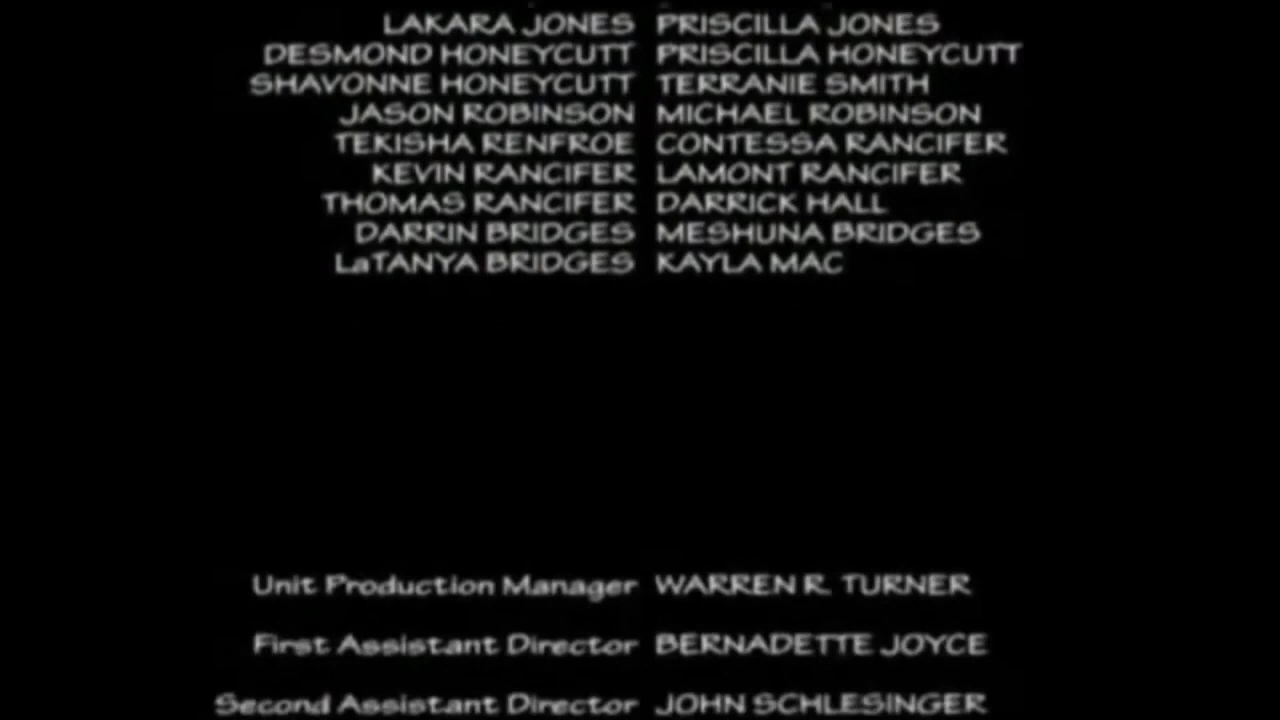 LAKARA JONES PRISCILLA JONES
DESMOND HONEYCUTT PRISCILLA HONEYCUTT
SHAVONNE HONEYCUTT TERRANIE SMITH
JASON ROBINSON MICHAEL ROBINSON
TEKISHA RENFROE CONTESSA RANCIFER
KEVIN RANCIFER LAMONT RANCIFER
THOMAS RANCIFER DARRICK HALL
DARRIN BRIDGES MESHUNA BRIDGES
LaTANYA BRIDGES KAYLA MAC
Unit Production Manager WARREN R. TURNER
First Assistant Director BERNADETTE JOYCE
Second Assistant Director JOHN SCHLESINGER